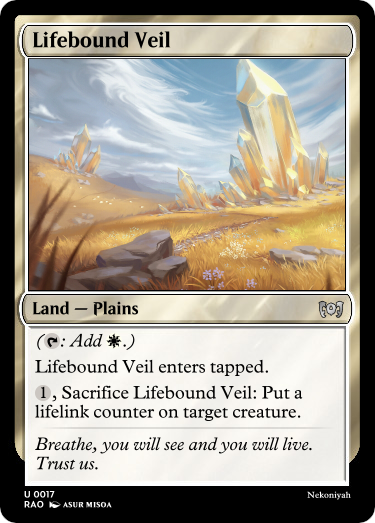 Lifebound Veil
Land — Plains
(: Add .)
Lifebound Veil enters tapped.
1, Sacrifice Lifebound Veil: Put a
lifelink counter on target creature.
Breathe, you will see and you will live.
Trust us.
U 0017
RAO ASUR MISOA
Nekoniyah